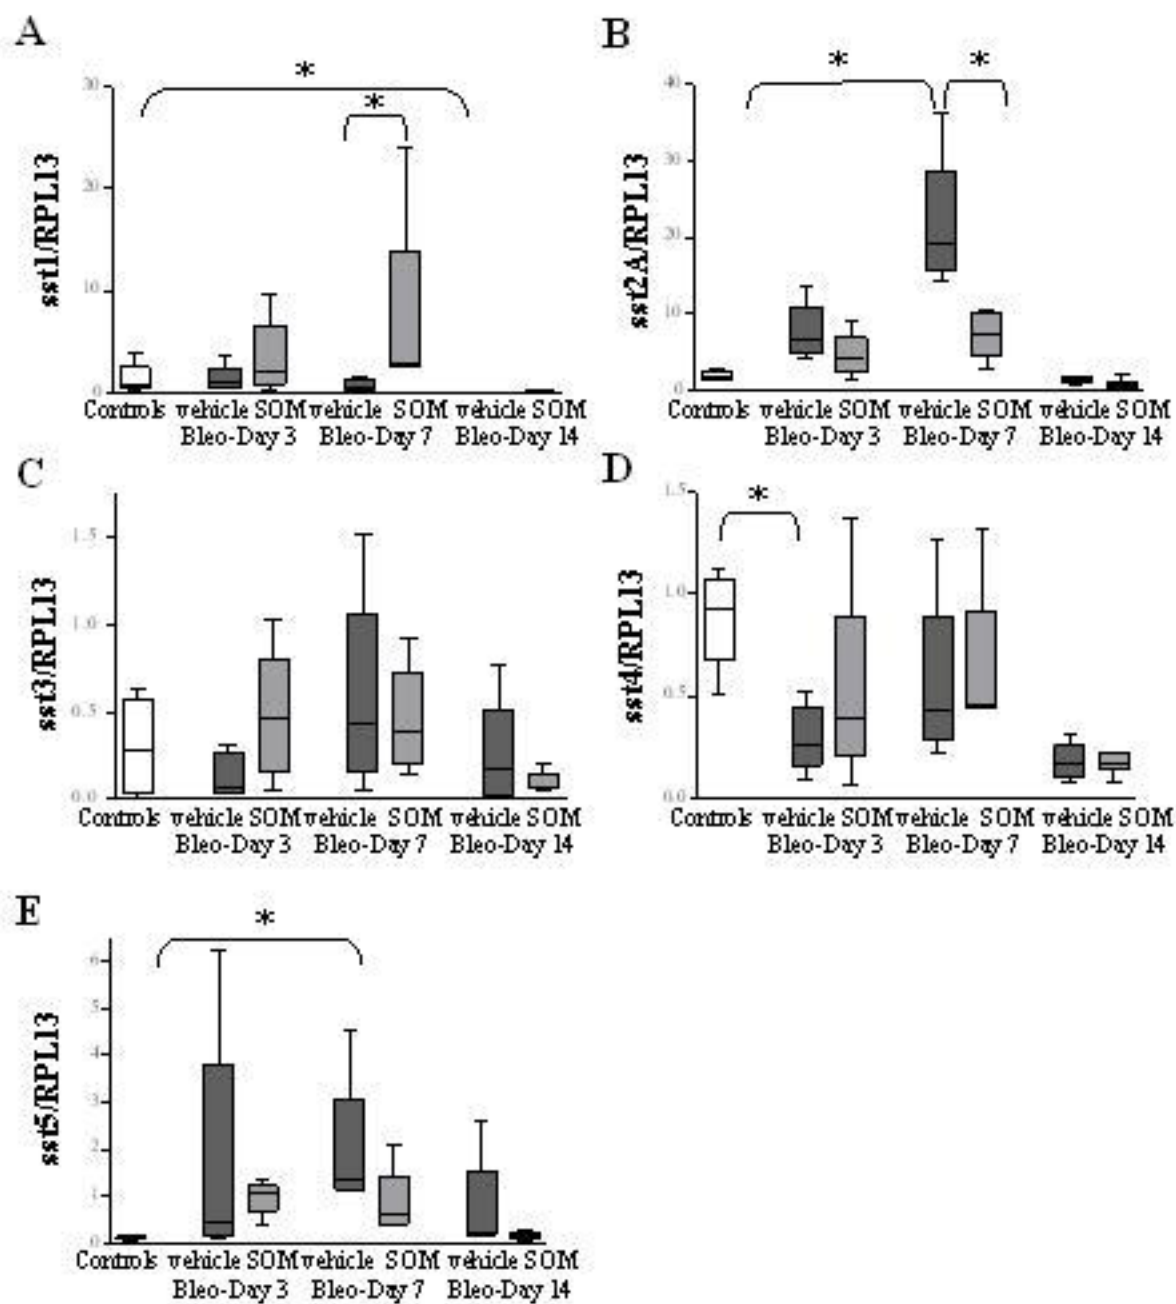 A
*
*
30
20
10
0
sst1/RPL13
Controls vehicle SOM vehicle SOM vehicle SOM
Bleo-Day 3 Bleo-Day 7 Bleo-Day 14
B
*
*
40
30
20
10
0
sst2A/RPL13
Controls vehicle SOM vehicle SOM vehicle SOM
Bleo-Day 3 Bleo-Day 7 Bleo-Day 14
C
1.5
1.0
0.5
0.0
sst3/RPL13
Controls vehicle SOM vehicle SOM vehicle SOM
Bleo-Day 3 Bleo-Day 7 Bleo-Day 14
D
*
1.5
1.0
0.5
0.0
sst4/RPL13
Controls vehicle SOM vehicle SOM vehicle SOM
Bleo-Day 3 Bleo-Day 7 Bleo-Day 14
E
*
6
5
4
3
2
1
0
sst5/RPL13
Controls vehicle SOM vehicle SOM vehicle SOM
Bleo-Day 3 Bleo-Day 7 Bleo-Day 14